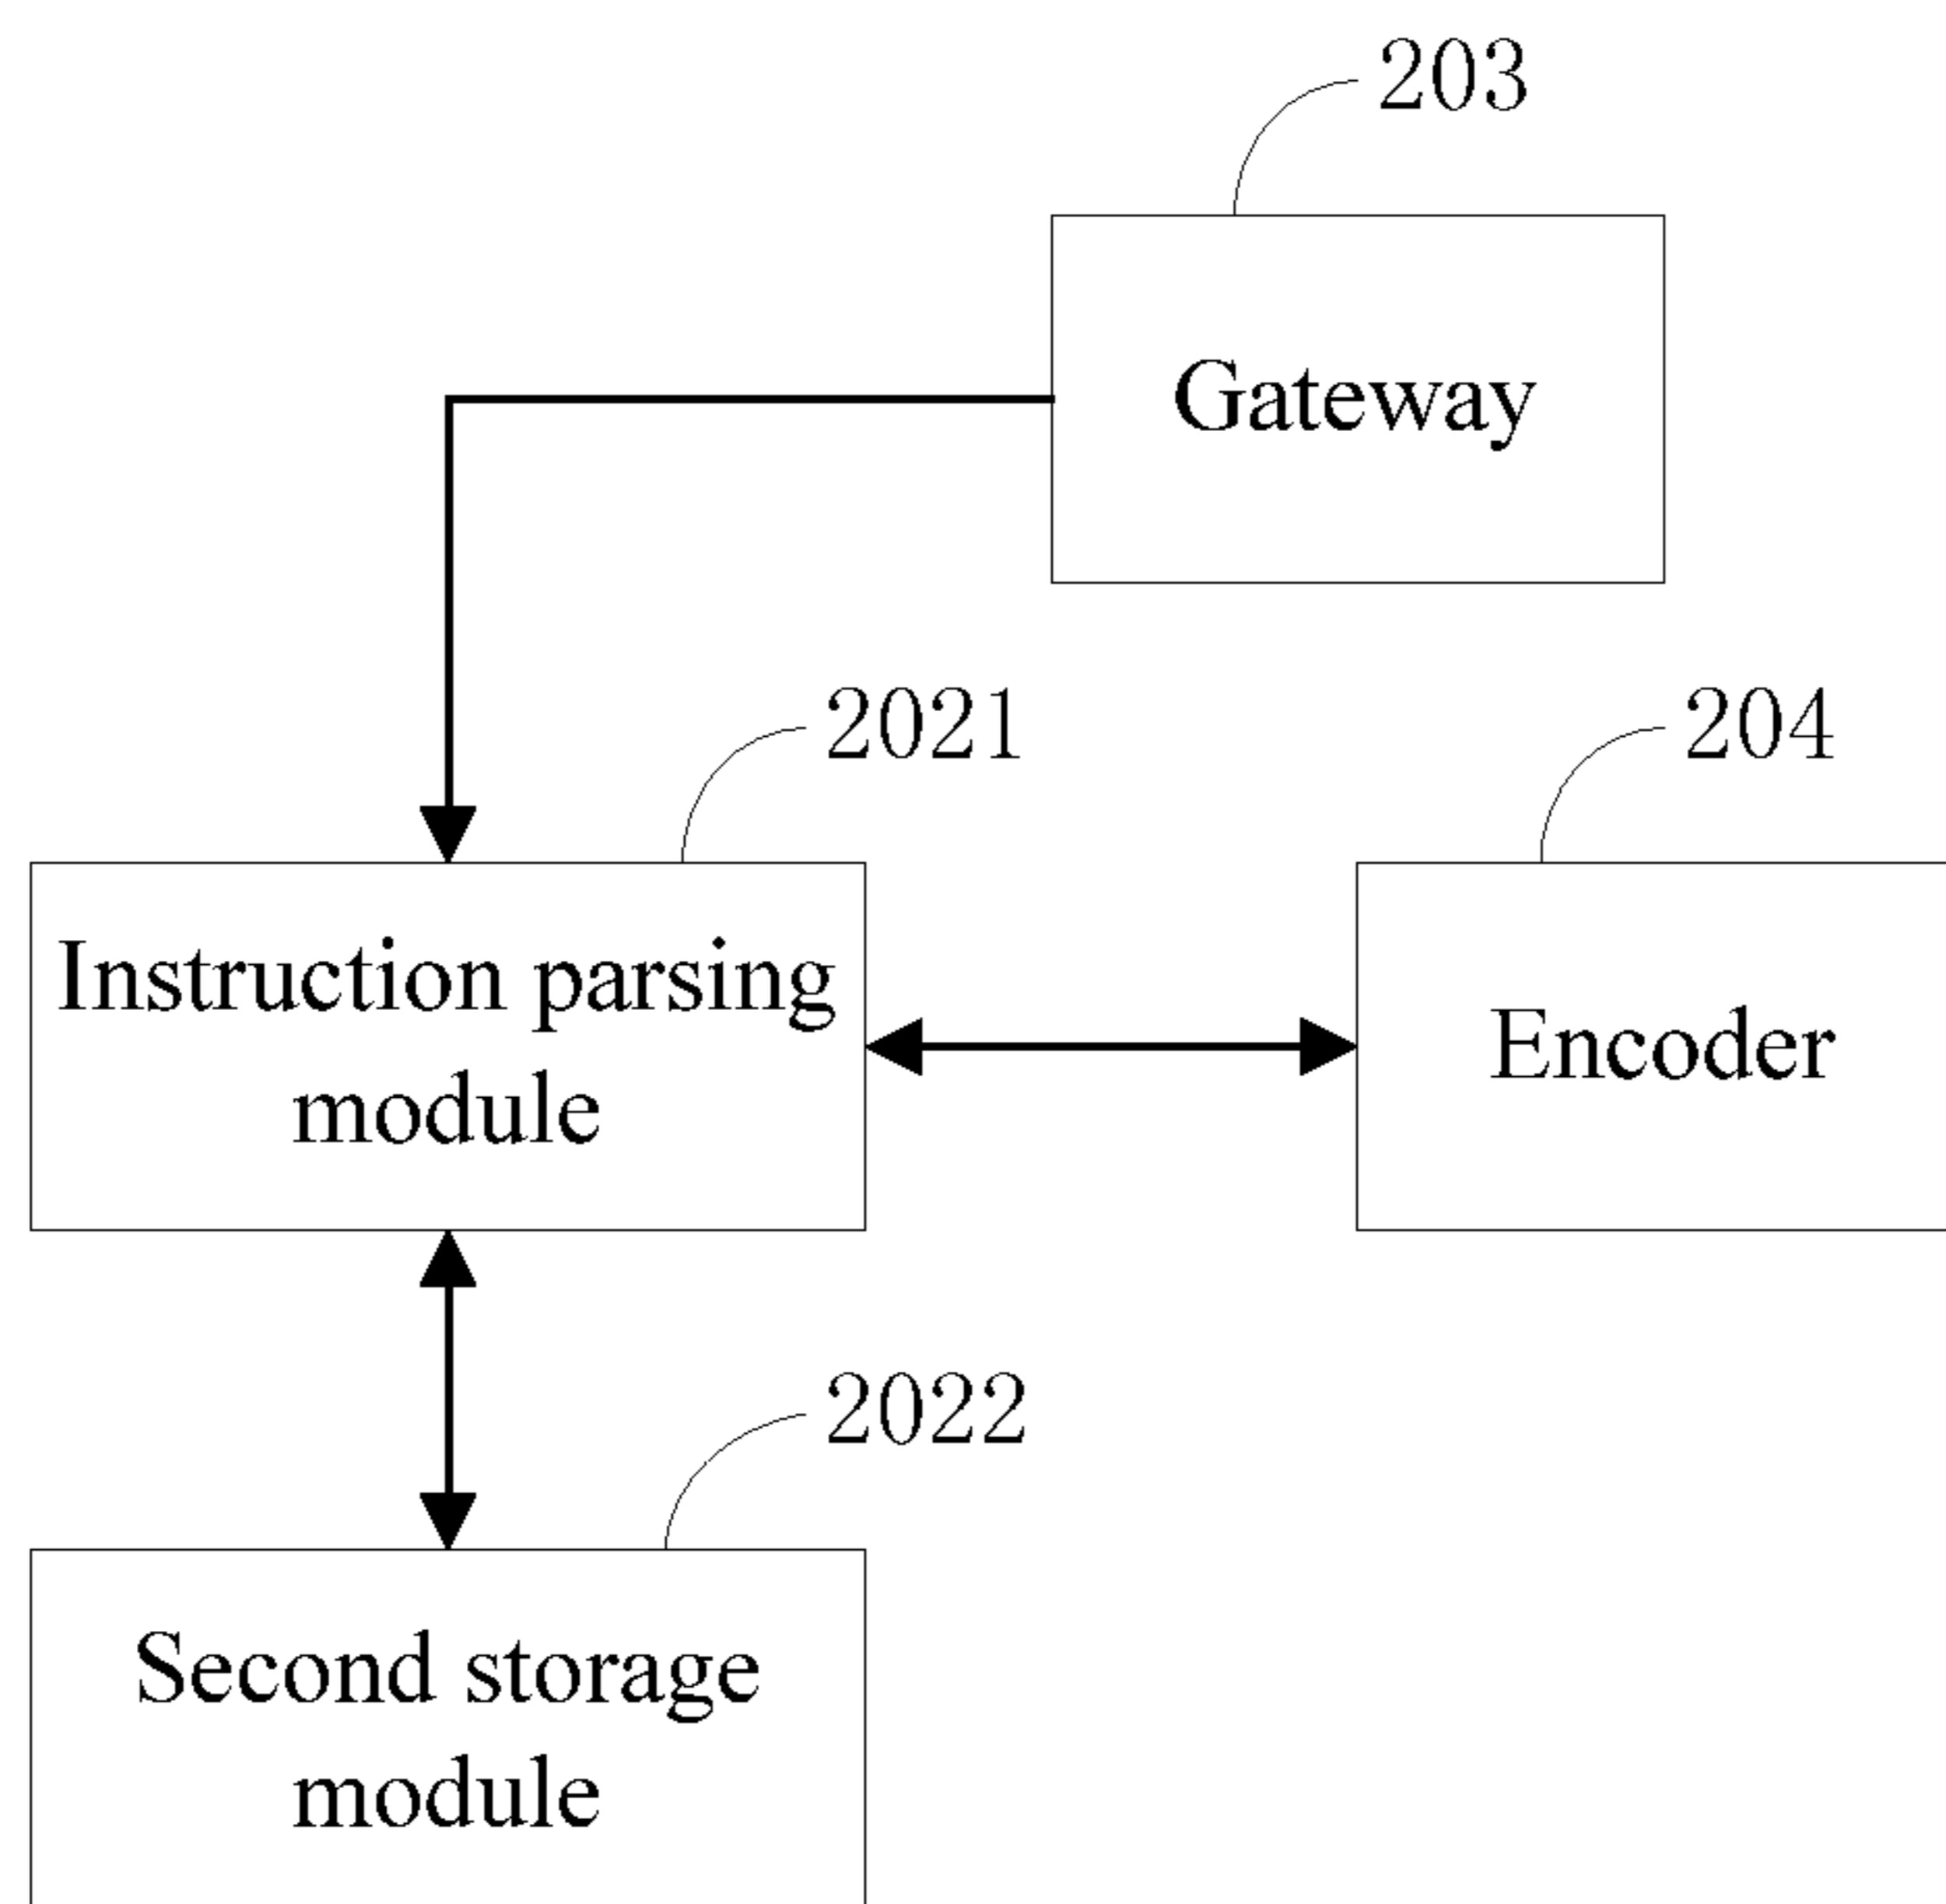 203
Gateway
2021
204
Instruction parsing
module
Encoder
2022
Second storage
module